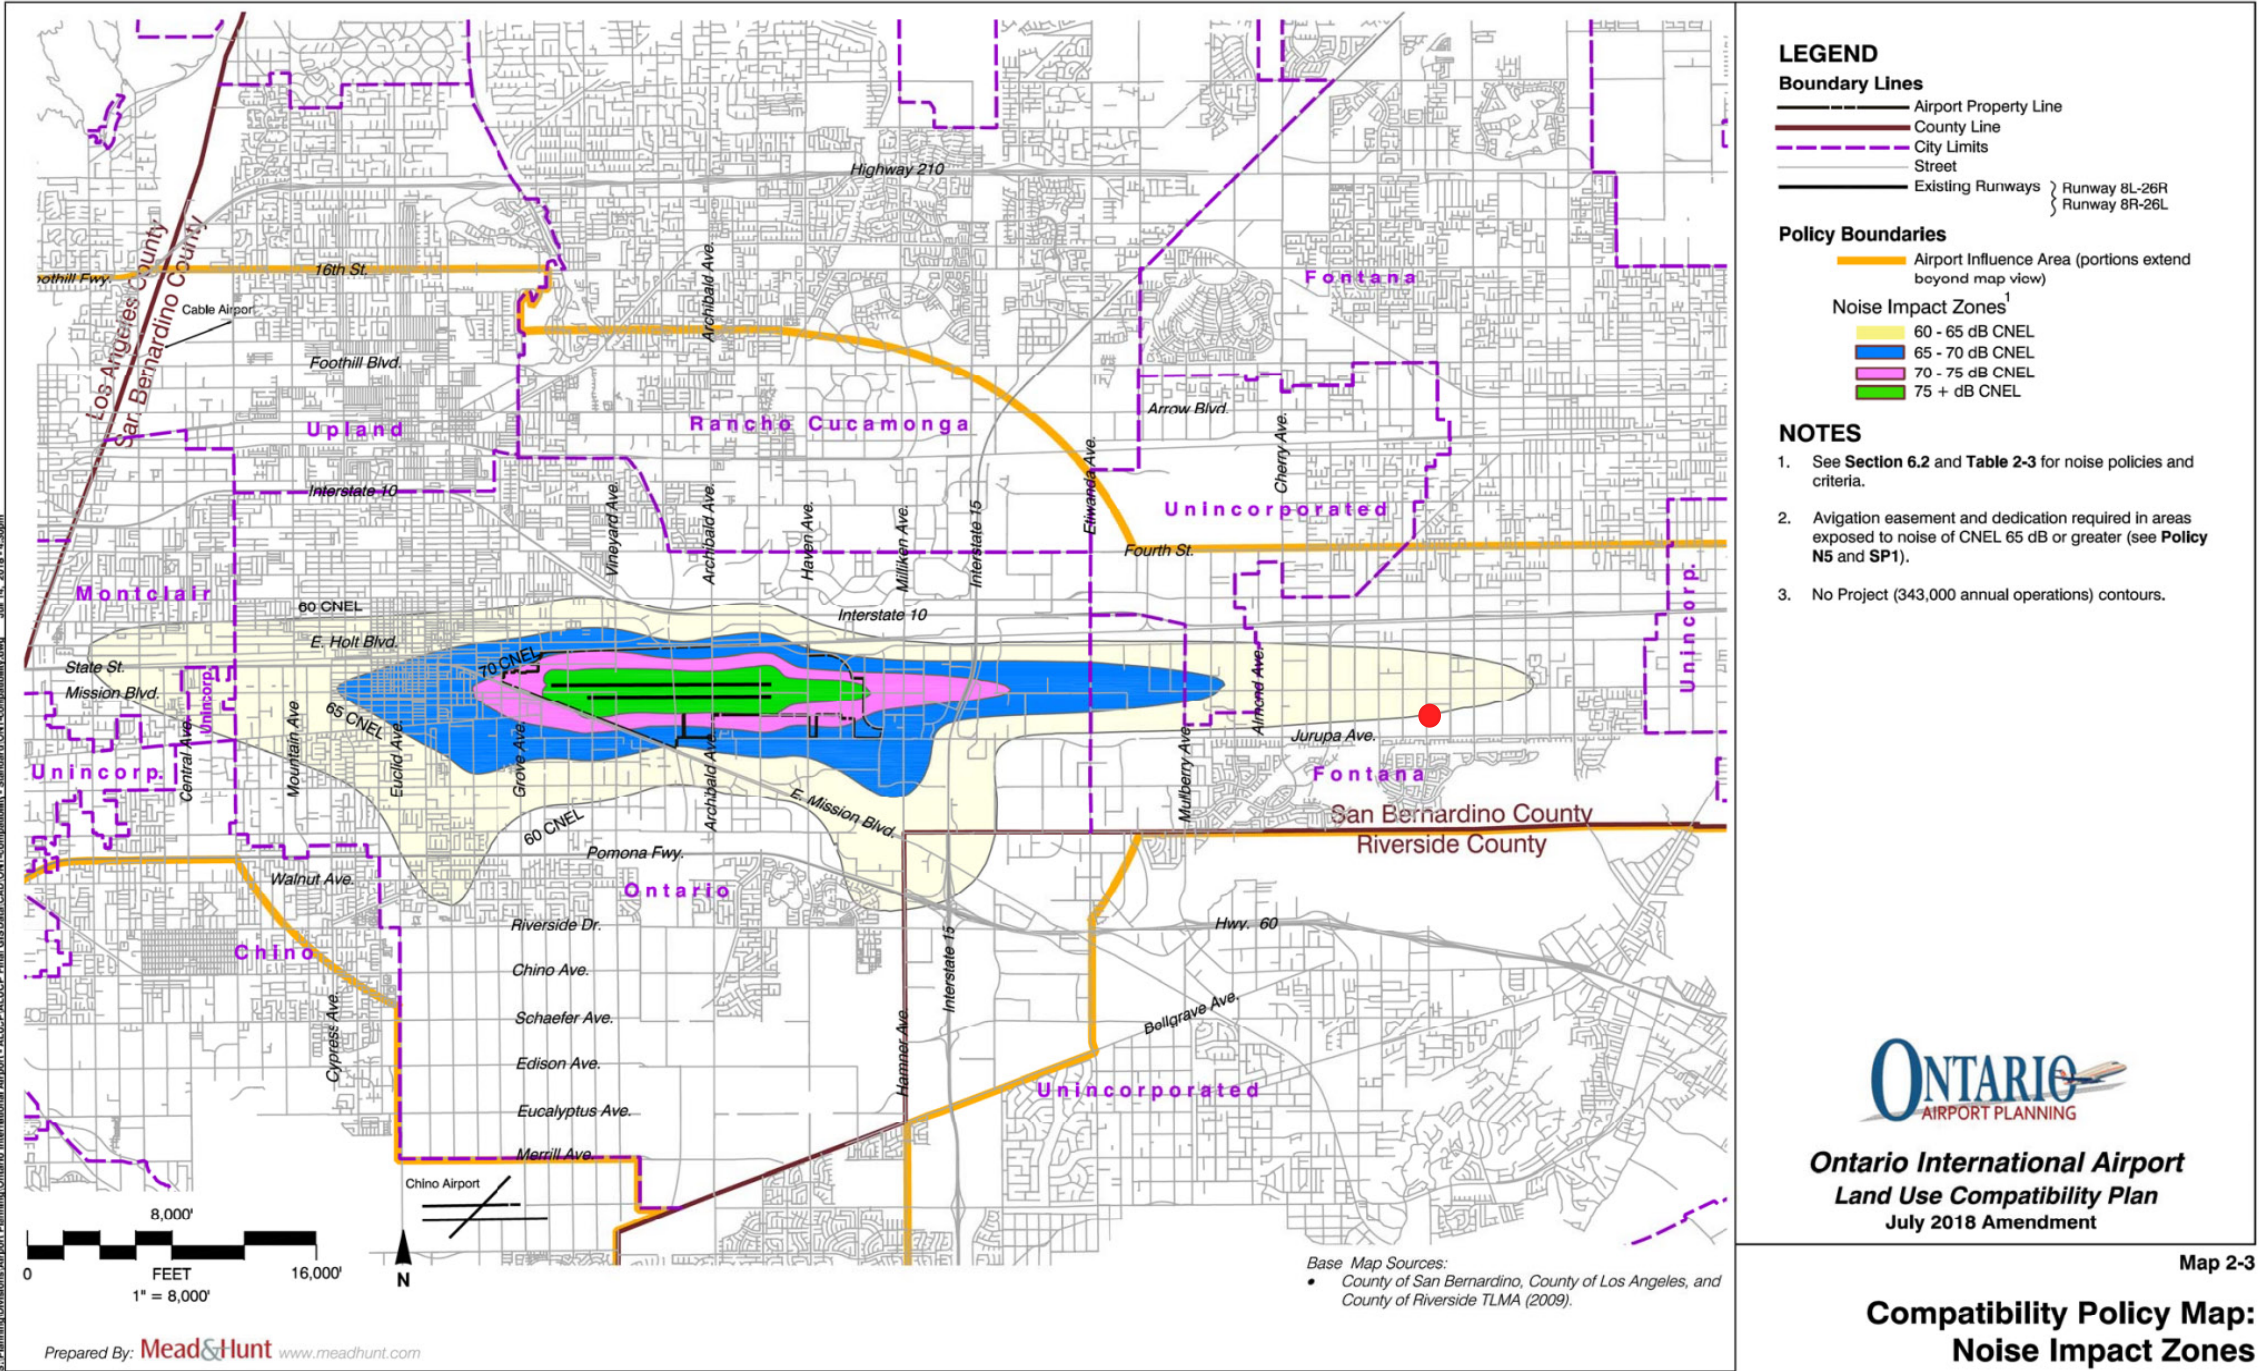 Highway 210
Los Angeles County
San Bernardino County
16th St.
oothill Fwy.
Cable Airport
Archibald Ave.
Fontana
Foothill Blvd.
Upland
Rancho Cucamonga
Arrow Blvd.
Cherry Ave.
Etiwanda Ave.
Interstate 10
Vineyard Ave.
Archibald Ave.
Haven Ave.
Milliken Ave.
Interstate 15
Unincorporated
Fourth St.
Montclair
60 CNEL
Interstate 10
Unincorp.
E. Holt Blvd.
State St.
70 CNEL
Mission Blvd.
Unincorp.
65 CNEL
Central Ave.
Mountain Ave
Euclid Ave.
Grove Ave.
Archibald Ave.
Mulberry Ave.
Almond Ave.
Jurupa Ave.
Unincorp.
Fontana
E. Mission Blvd.
60 CNEL
San Bernardino County
Riverside County
Pomona Fwy.
Walnut Ave.
Ontario
Riverside Dr.
Hwy. 60
Chino
Chino Ave.
Interstate 15
Cypress Ave.
Schaefer Ave.
Bellgrave Ave.
Hamner Ave.
Edison Ave.
Unincorporated
Eucalyptus Ave.
Merrill Ave.
Chino Airport
8,000'
0
FEET
16,000'
1" = 8,000'
N
Base Map Sources:
• County of San Bernardino, County of Los Angeles, and
County of Riverside TLMA (2009).
Prepared By: Mead&Hunt www.meadhunt.com
LEGEND
Boundary Lines
Airport Property Line
County Line
City Limits
Street
Existing Runways } Runway 8L-26R
Runway 8R-26L
Policy Boundaries
Airport Influence Area (portions extend
beyond map view)
Noise Impact Zones1
60 - 65 dB CNEL
65 - 70 dB CNEL
70 - 75 dB CNEL
75 + dB CNEL
NOTES
1. See Section 6.2 and Table 2-3 for noise policies and
criteria.
2. Avigation easement and dedication required in areas
exposed to noise of CNEL 65 dB or greater (see Policy
N5 and SP1).
3. No Project (343,000 annual operations) contours.
ONTARIO
AIRPORT PLANNING
Ontario International Airport
Land Use Compatibility Plan
July 2018 Amendment
Map 2-3
Compatibility Policy Map:
Noise Impact Zones